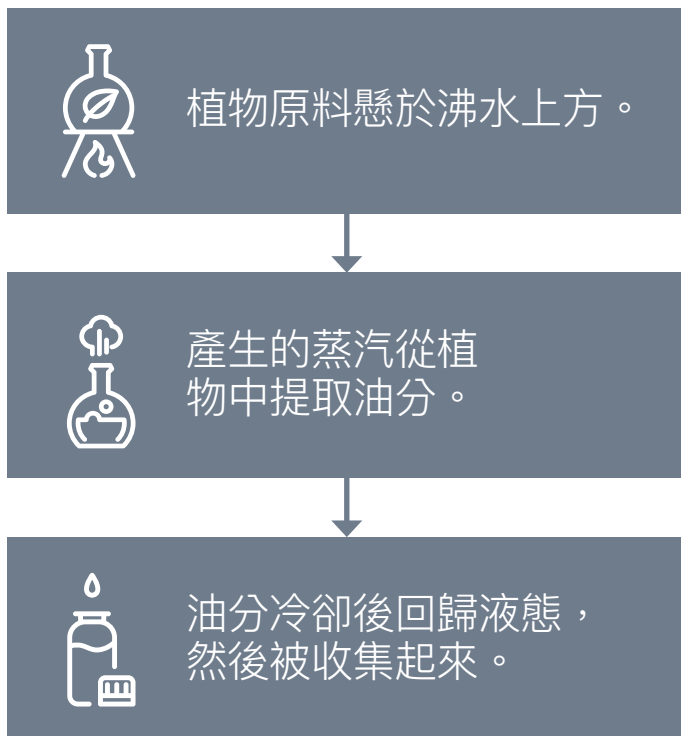 植物原料懸於沸水上方。
產生的蒸汽從植
物中提取油分。
油分冷卻後回歸液態，
然後被收集起來。